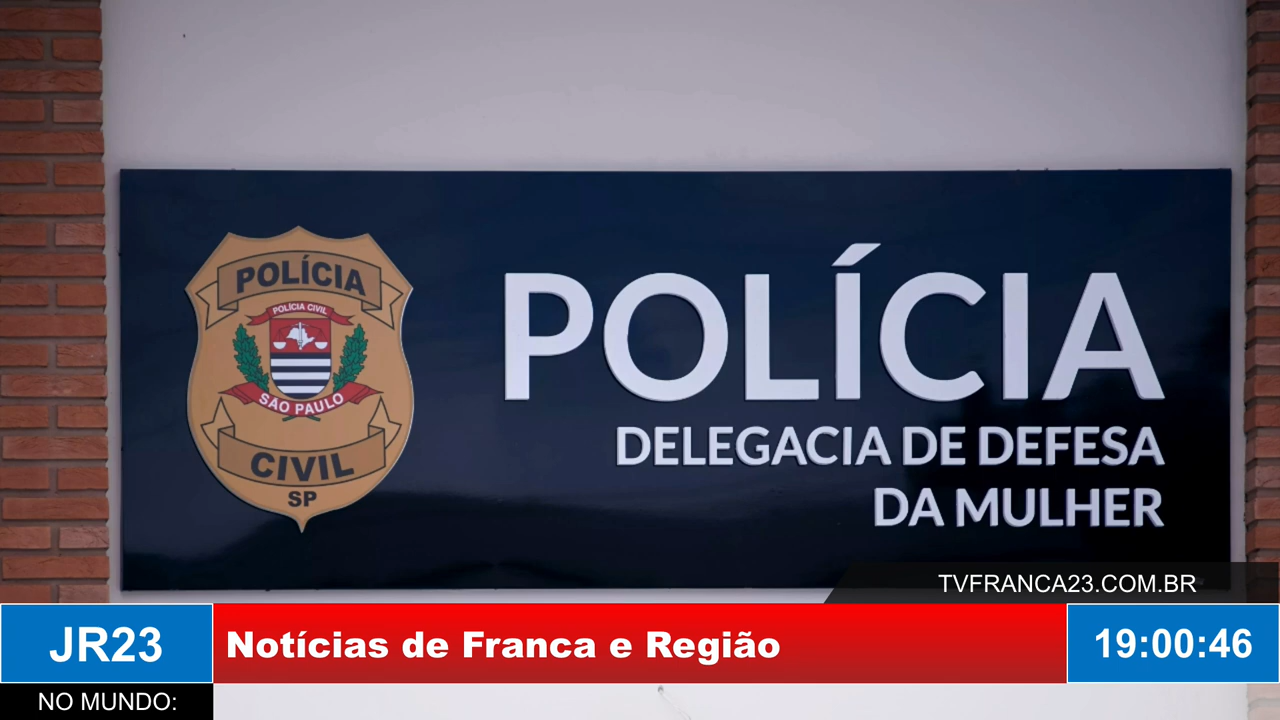 POLÍCIA
POLÍCIA CIVIL
SÃO PAULO
CIVIL
SP
POLÍCIA
DELEGACIA DE DEFESA
DA MULHER
TVFRANCA23.COM.BR
JR23
Notícias de Franca e Região
19:00:46
NO MUNDO: